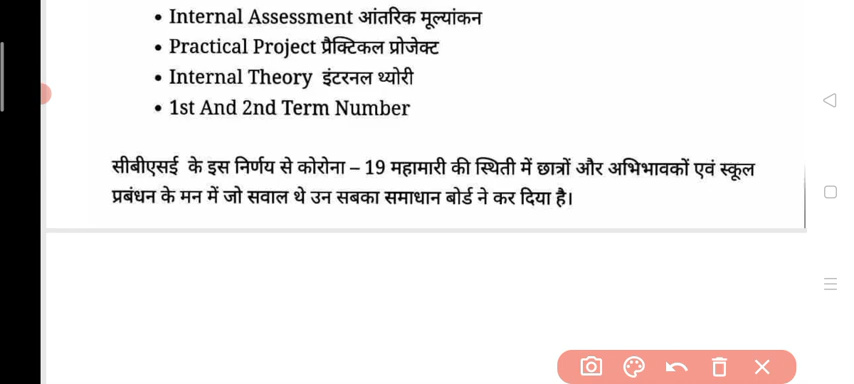 • Internal Assessment आंतरिक मूल्यांकन
• Practical Project प्रैक्टिकल प्रोजेक्ट
• Internal Theory इंटरनल थ्योरी
• 1st And 2nd Term Number
सीबीएसई के इस निर्णय से कोरोना – 19 महामारी की स्थिती में छात्रों और अभिभावकों एवं स्कूल
प्रबंधन के मन में जो सवाल थे उन सबका समाधान बोर्ड ने कर दिया है।